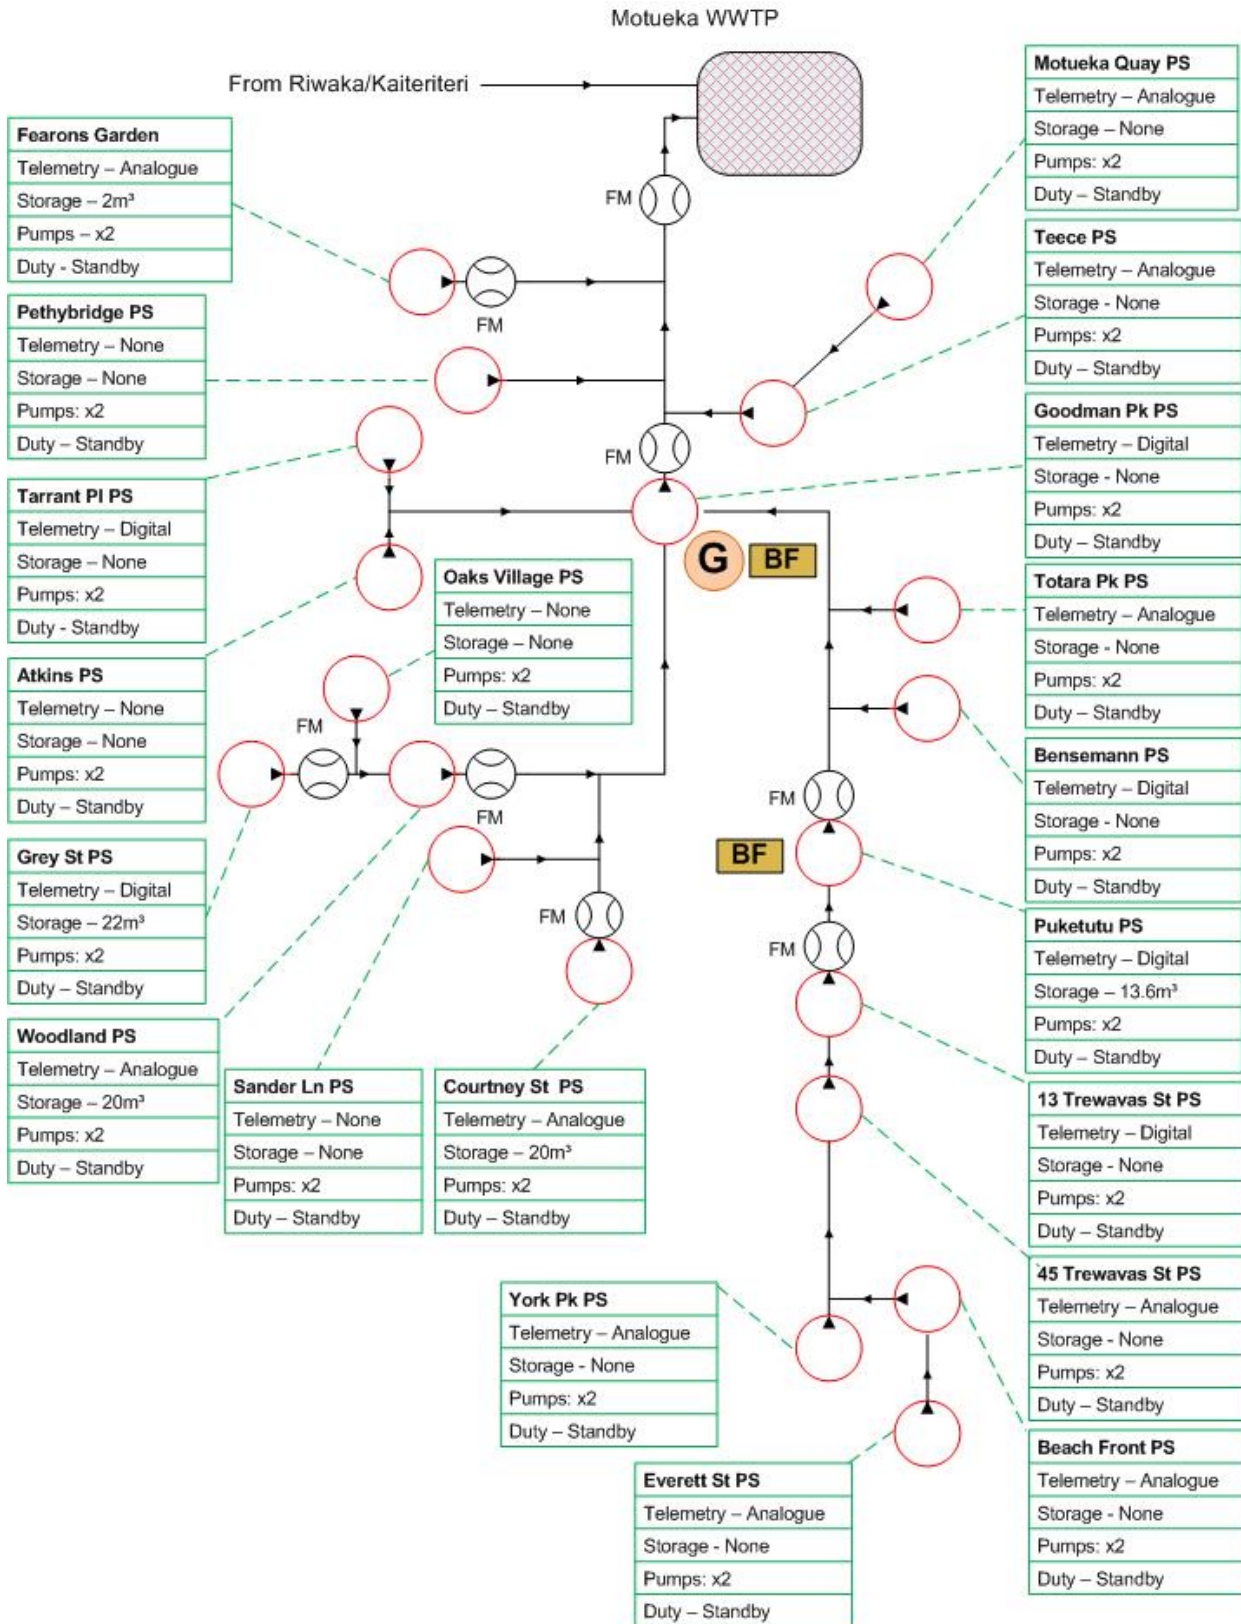 Motueka WWTP
From Riwaka/Kaiteriteri
Motueka Quay PS
Telemetry – Analogue
Storage – None
Pumps: x2
Duty – Standby
Fearons Garden
Telemetry – Analogue
Storage – 2m³
Pumps – x2
Duty - Standby
FM
FM
Teece PS
Telemetry – Analogue
Storage - None
Pumps: x2
Duty – Standby
Pethybridge PS
Telemetry – None
Storage – None
Pumps: x2
Duty – Standby
FM
Goodman Pk PS
Telemetry – Digital
Storage - None
Pumps: x2
Duty – Standby
Tarrant Pl PS
Telemetry – Digital
Storage – None
Pumps: x2
Duty - Standby
G
BF
Oaks Village PS
Telemetry – None
Storage – None
Pumps: x2
Duty – Standby
Totara Pk PS
Telemetry – Analogue
Storage - None
Pumps: x2
Duty – Standby
Atkins PS
Telemetry – None
Storage – None
Pumps: x2
Duty – Standby
FM
FM
Bensemann PS
Telemetry – Digital
Storage - None
Pumps: x2
Duty – Standby
FM
BF
Grey St PS
Telemetry – Digital
Storage – 22m³
Pumps: x2
Duty – Standby
FM
FM
Puketutu PS
Telemetry – Digital
Storage – 13.6m³
Pumps: x2
Duty – Standby
Woodland PS
Telemetry – Analogue
Storage – 20m³
Pumps: x2
Duty – Standby
Sander Ln PS
Telemetry – None
Storage – None
Pumps: x2
Duty – Standby
Courtney St PS
Telemetry – Analogue
Storage – 20m³
Pumps: x2
Duty – Standby
13 Trewavas St PS
Telemetry – Digital
Storage - None
Pumps: x2
Duty – Standby
45 Trewavas St PS
Telemetry – Analogue
Storage - None
Pumps: x2
Duty – Standby
York Pk PS
Telemetry – Analogue
Storage - None
Pumps: x2
Duty – Standby
Beach Front PS
Telemetry – Analogue
Storage - None
Pumps: x2
Duty – Standby
Everett St PS
Telemetry – Analogue
Storage - None
Pumps: x2
Duty – Standby